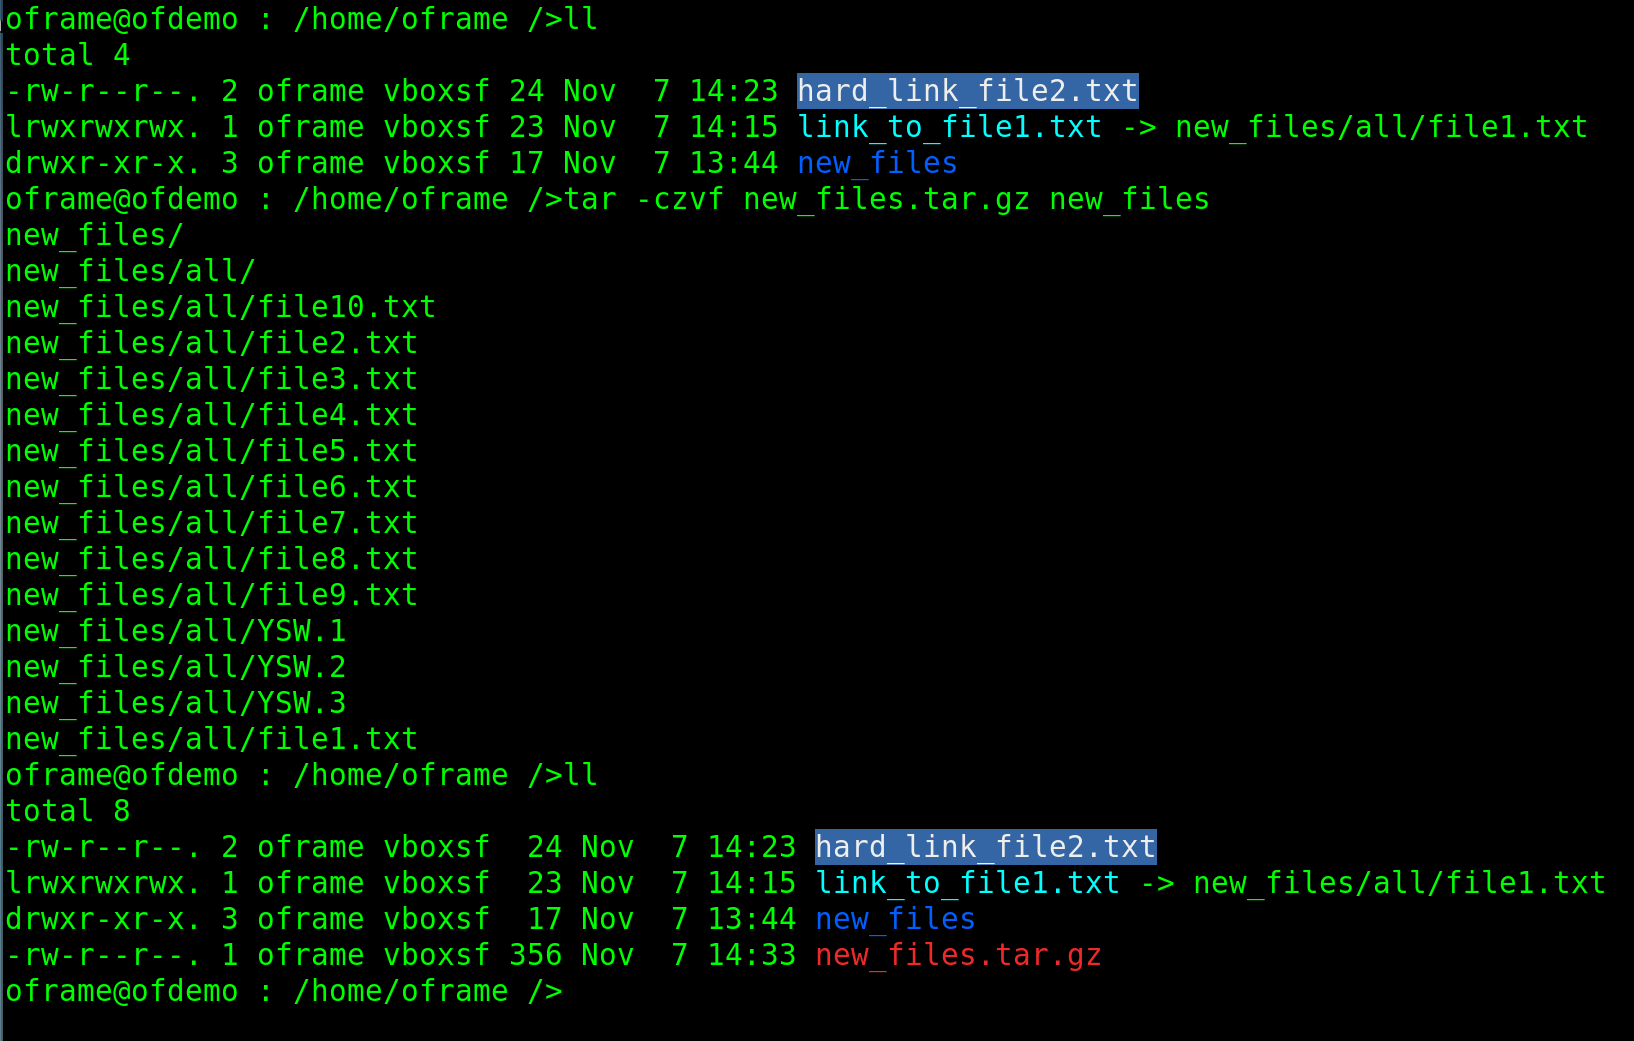 oframe@ofdemo : /home/oframe />ll
total 4
-rw-r--r--. 2 oframe vboxsf 24 Nov  7 14:23 hard_link_file2.txt
lrwxrwxrwx. 1 oframe vboxsf 23 Nov  7 14:15 link_to_file1.txt -> new_files/all/file1.txt
drwxr-xr-x. 3 oframe vboxsf 17 Nov  7 13:44 new_files
oframe@ofdemo : /home/oframe />tar -czvf new_files.tar.gz new_files
new_files/
new_files/all/
new_files/all/file10.txt
new_files/all/file2.txt
new_files/all/file3.txt
new_files/all/file4.txt
new_files/all/file5.txt
new_files/all/file6.txt
new_files/all/file7.txt
new_files/all/file8.txt
new_files/all/file9.txt
new_files/all/YSW.1
new_files/all/YSW.2
new_files/all/YSW.3
new_files/all/file1.txt
oframe@ofdemo : /home/oframe />ll
total 8
-rw-r--r--. 2 oframe vboxsf  24 Nov  7 14:23 hard_link_file2.txt
lrwxrwxrwx. 1 oframe vboxsf  23 Nov  7 14:15 link_to_file1.txt -> new_files/all/file1.txt
drwxr-xr-x. 3 oframe vboxsf  17 Nov  7 13:44 new_files
-rw-r--r--. 1 oframe vboxsf 356 Nov  7 14:33 new_files.tar.gz
oframe@ofdemo : /home/oframe />